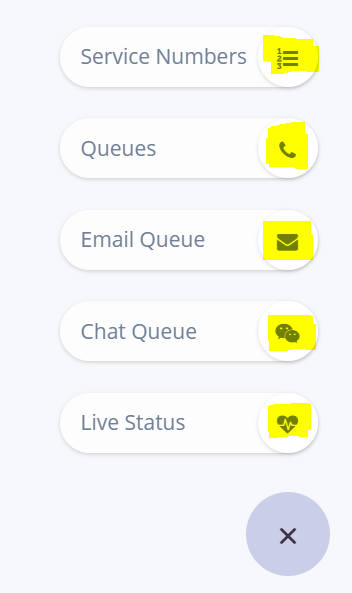 Service Numbers
Queues
Email Queue
Chat Queue
Live Status